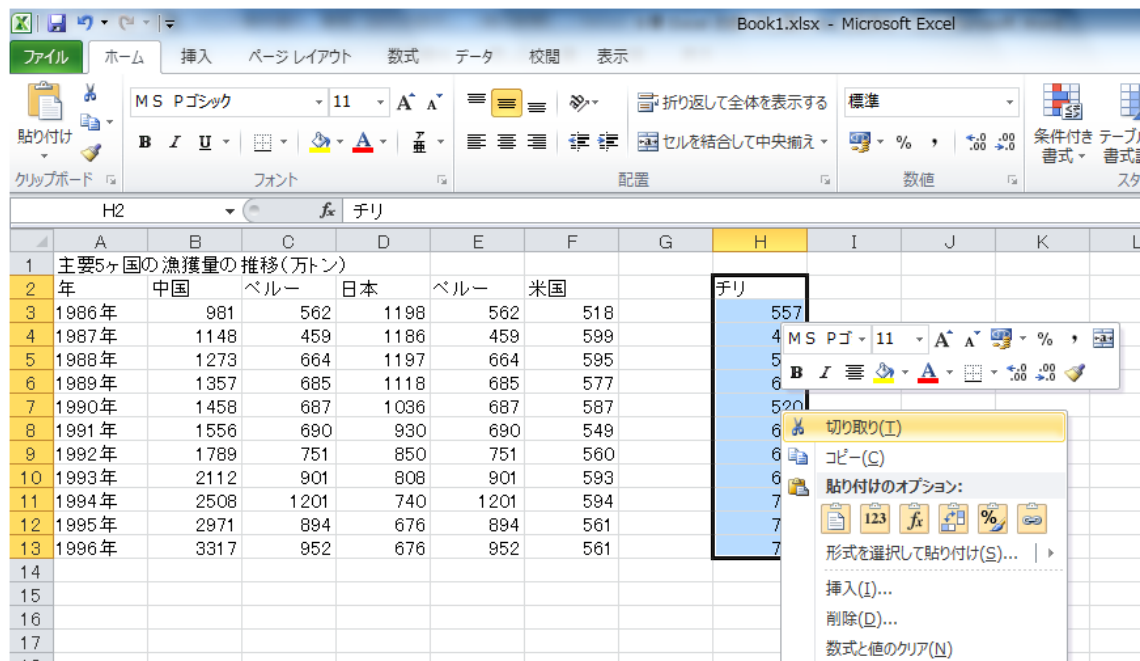 Book1.xlsx - Microsoft Excel
ファイル ホーム 挿入 ページ レイアウト 数式 データ 校閲 表示
MS Pゴシック 11 折り返して全体を表示する 標準
貼り付け B I U セルを結合して中央揃え % , 条件付き
書式
クリップボード フォント 配置 数値
H2 fx チリ
A B C D E F G H I J K L
1 主要5ヶ国の漁獲量の推移(万トン)
2 年 中国 ペルー 日本 ペルー 米国 チリ
3 1986年 981 562 1198 562 518 557
4 1987年 1148 459 1186 459 599
5 1988年 1273 664 1197 664 595
6 1989年 1357 685 1118 685 577
7 1990年 1458 687 1036 687 587 520
8 1991年 1556 690 930 690 549
9 1992年 1789 751 850 751 560
10 1993年 2112 901 808 901 593
11 1994年 2508 1201 740 1201 594
12 1995年 2971 894 676 894 561
13 1996年 3317 952 676 952 561
14
15
16
17
MS Pゴ 11 %,
B I A
切り取り(T)
コピー(C)
貼り付けのオプション:
123 fx %
形式を選択して貼り付け(S)...
挿入(I)...
削除(D)...
数式と値のクリア(N)